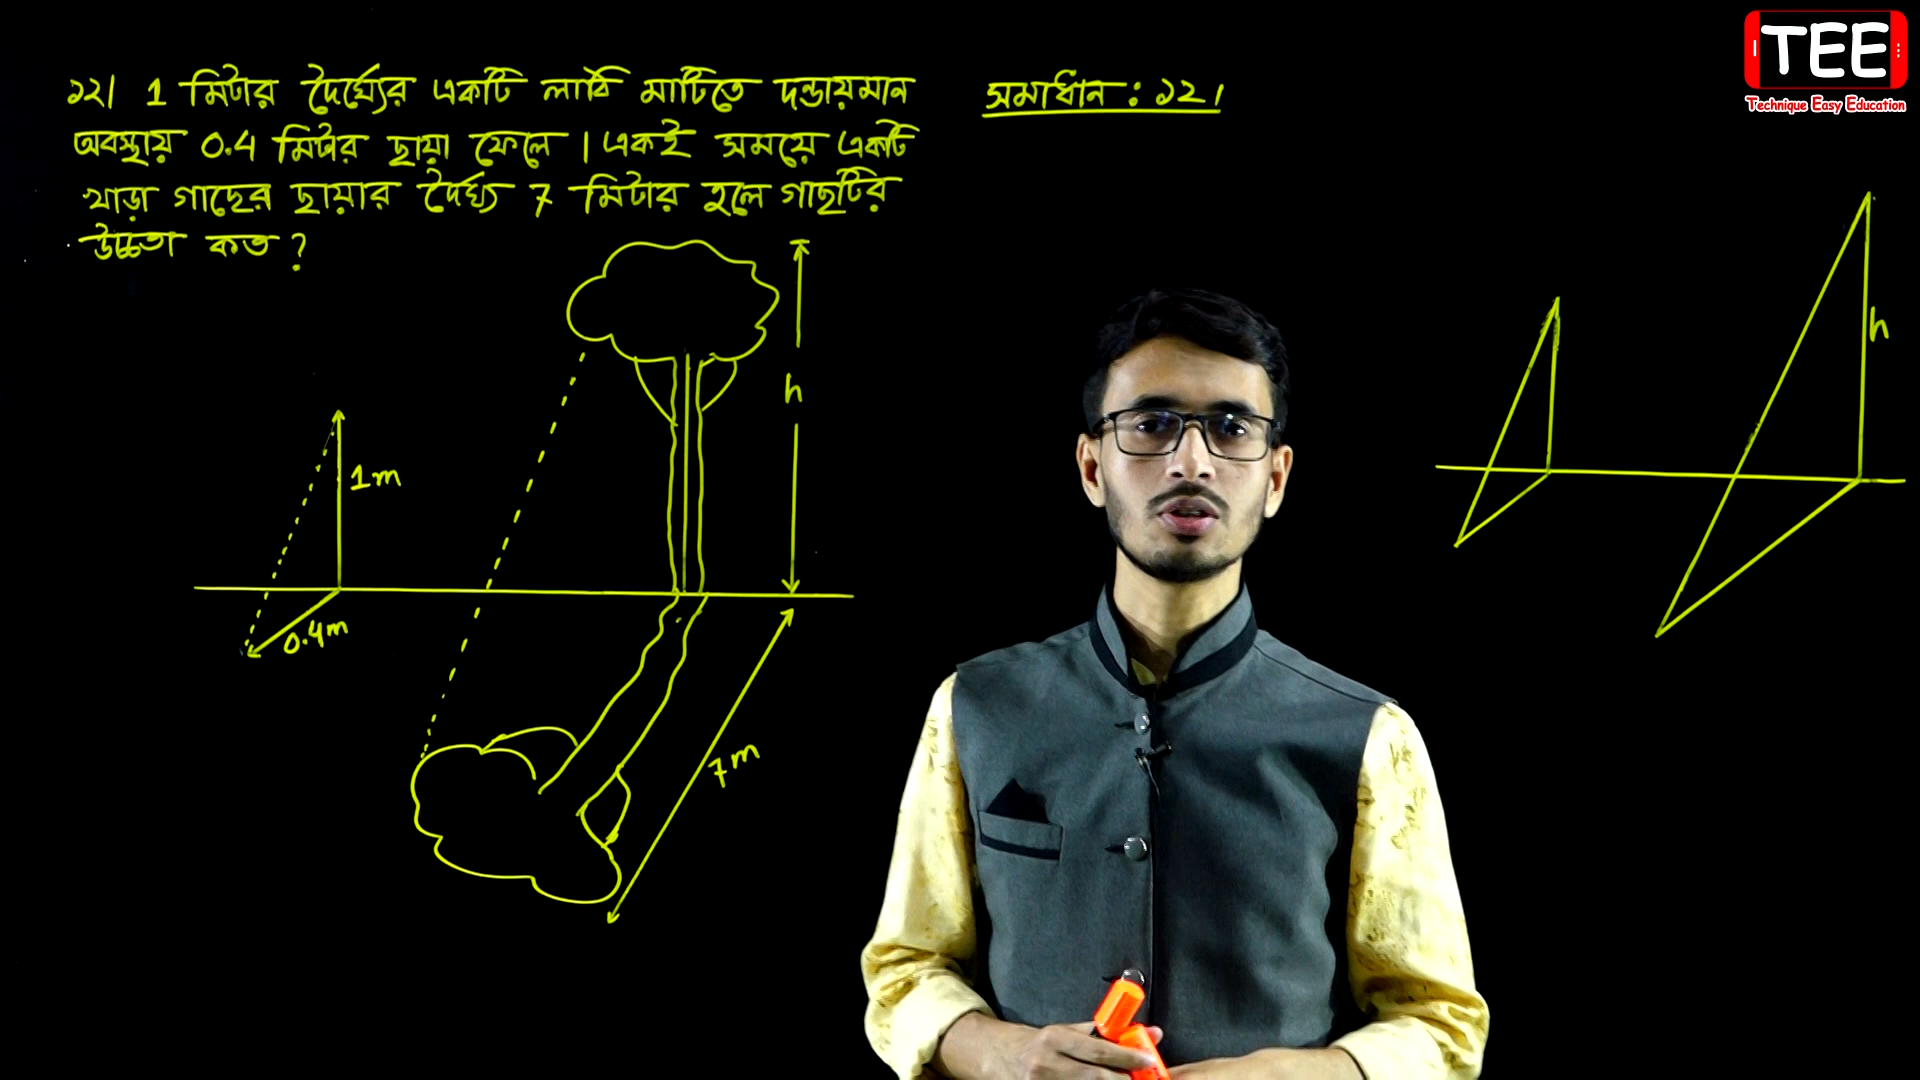 ১২। 1 মিটার দৈর্ঘ্যের একটি লাঠি মাটিতে দন্ডায়মান
অবস্থায় 0.4 মিটার ছায়া ফেলে। একই সময়ে একটি
খাড়া গাছের ছায়ার দৈর্ঘ্য 7 মিটার হলে গাছটির
উচ্চতা কত?
সমাধান: ১২।
TEE
Technique Easy Education
h
h
1m
0.4m
7m